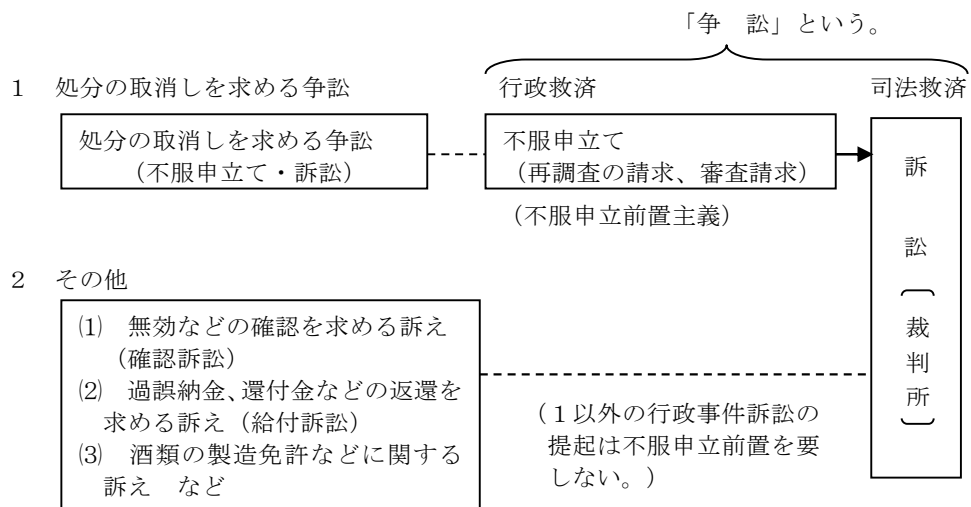 「争　訟」という。
１　処分の取消しを求める争訟
行政救済
司法救済
処分の取消しを求める争訟
（不服申立て・訴訟）
不服申立て
（再調査の請求、審査請求）
（不服申立前置主義）
訴訟〔裁判所〕
２　その他
⑴　無効などの確認を求める訴え
（確認訴訟）
⑵　過誤納金、還付金などの返還を
求める訴え（給付訴訟）
⑶　酒類の製造免許などに関する
訴え　など
（１以外の行政事件訴訟の
提起は不服申立前置を要
しない。）